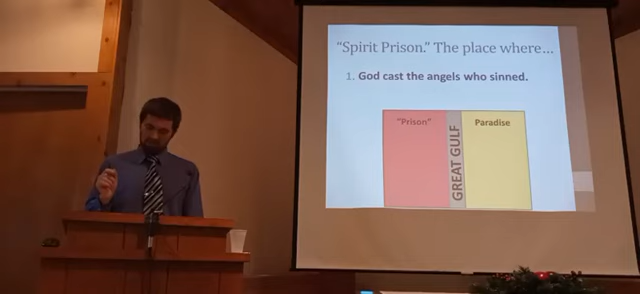 "Spirit Prison." The place where...
1. God cast the angels who sinned.
"Prison"
GREAT GULF
Paradise